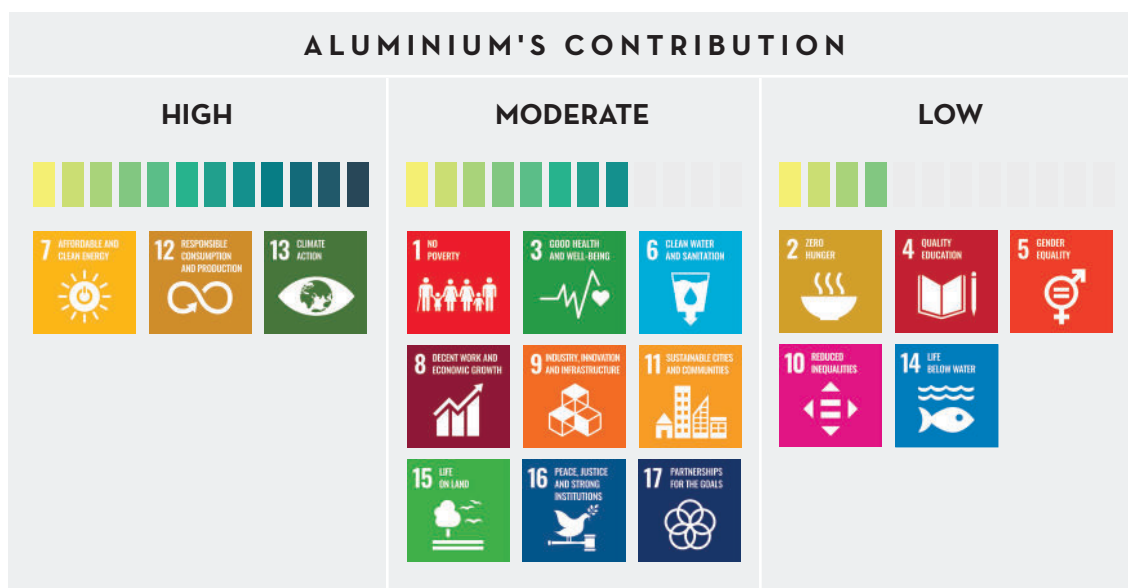 ALUMINIUM'S CONTRIBUTION
HIGH
7 AFFORDABLE AND
CLEAN ENERGY
12 RESPONSIBLE
CONSUMPTION
AND PRODUCTION
13 CLIMATE
ACTION
MODERATE
1 NO
POVERTY
3 GOOD HEALTH
AND WELL-BEING
6 CLEAN WATER
AND SANITATION
8 DECENT WORK AND
ECONOMIC GROWTH
9 INDUSTRY, INNOVATION
AND INFRASTRUCTURE
11 SUSTAINABLE CITIES
AND COMMUNITIES
15 LIFE
ON LAND
16 PEACE, JUSTICE
AND STRONG
INSTITUTIONS
17 PARTNERSHIPS
FOR THE GOALS
LOW
2 ZERO
HUNGER
4 QUALITY
EDUCATION
5 GENDER
EQUALITY
10 REDUCED
INEQUALITIES
14 LIFE
BELOW WATER